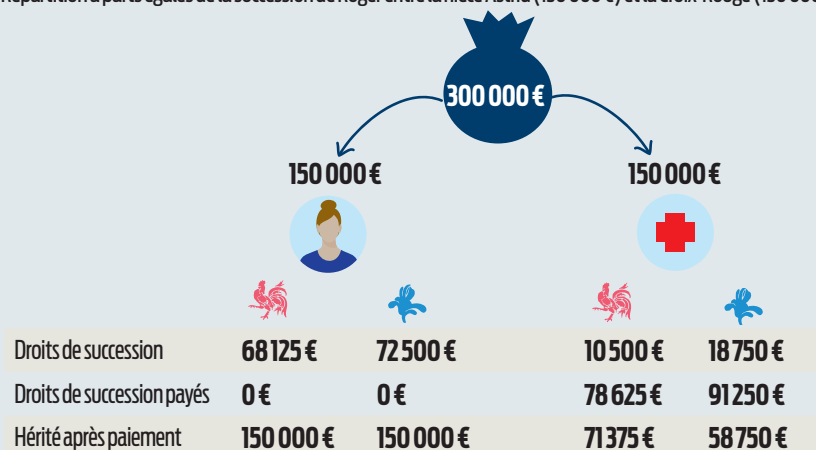 300 000 €
150 000 € 150 000 €
Droits de succession 68 125 € 72 500 € 10 500 € 18 750 €
Droits de succession payés 0 € 0 € 78 625 € 91 250 €
Hérité après paiement 150 000 € 150 000 € 71 375 € 58 750 €